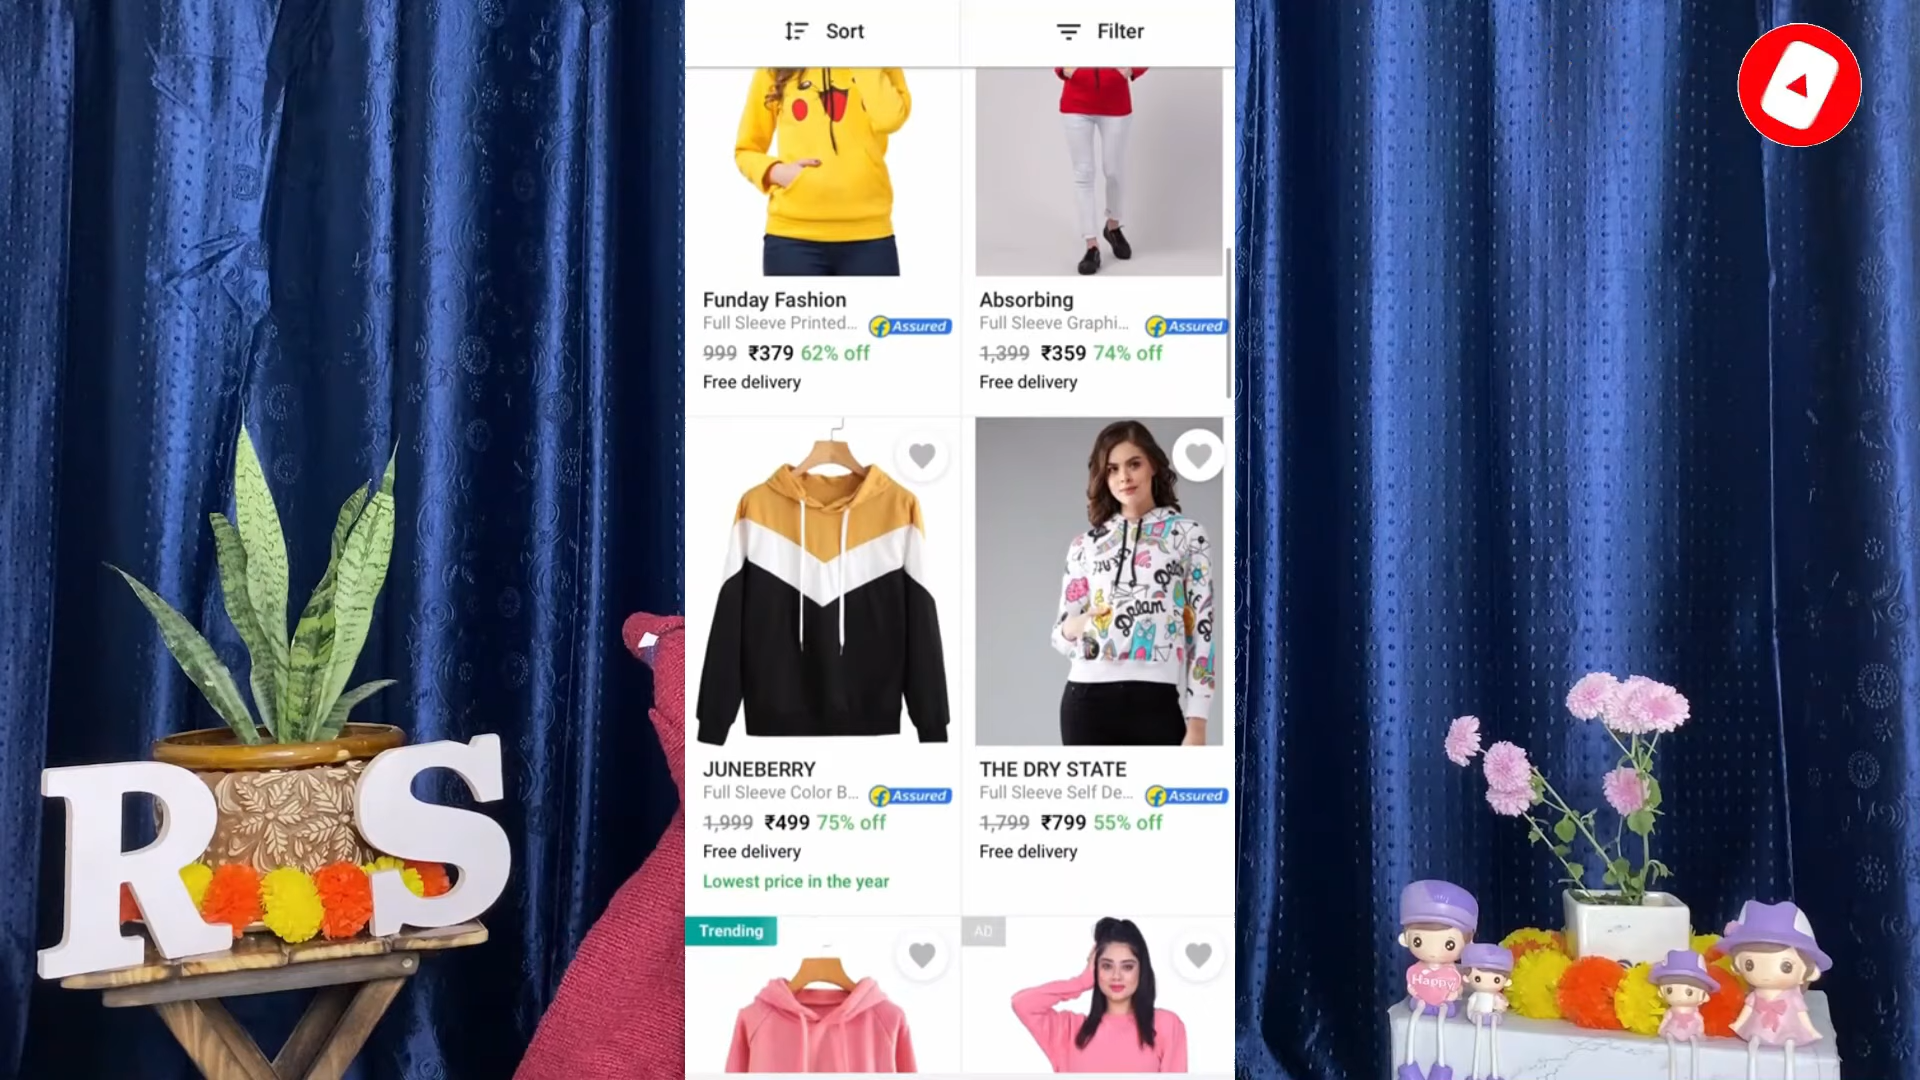 Sort
Filter
Funday Fashion
Full Sleeve Printed...
Assured
999 ₹379 62% off
Free delivery
Absorbing
Full Sleeve Graphi...
Assured
1,399 ₹359 74% off
Free delivery
Dream
JUNEBERRY
Full Sleeve Color B...
Assured
1,999 ₹499 75% off
Free delivery
Lowest price in the year
THE DRY STATE
Full Sleeve Self De...
Assured
1,799 ₹799 55% off
Free delivery
Trending
AD
R S
Happy